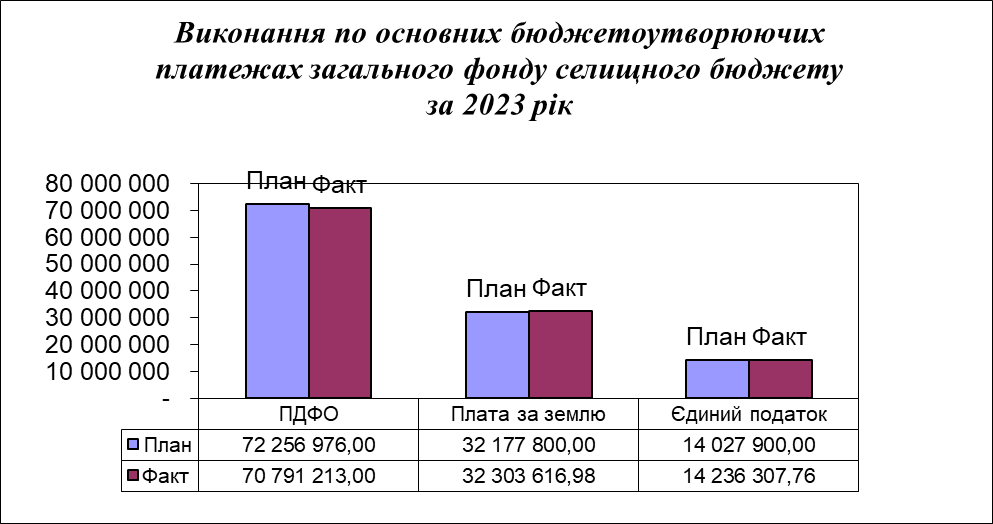 Виконання по основних бюджетоутворюючих
платежах загального фонду селищного бюджету
за 2023 рік
80 000 000
70 000 000
60 000 000
50 000 000
40 000 000
30 000 000
20 000 000
10 000 000
-
План Факт
План Факт
План Факт
ПДФО Плата за землю Єдиний податок
План 72 256 976,00 32 177 800,00 14 027 900,00
Факт 70 791 213,00 32 303 616,98 14 236 307,76